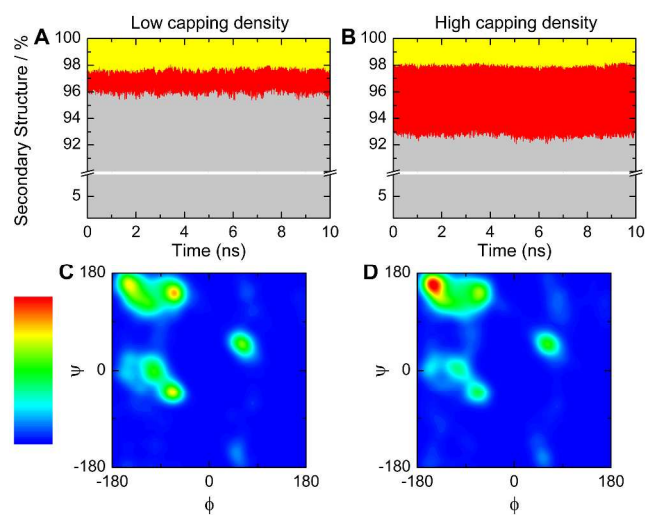 Low capping density High capping density
A B
Secondary Structure / %
100 98 96 94 92 5
100 98 96 94 92 5
0 2 4 6 8 10 0 2 4 6 8 10
Time (ns) Time (ns)
C D
180 180
ψ 0 ψ 0
-180 -180
-180 0 180 -180 0 180
ϕ ϕ